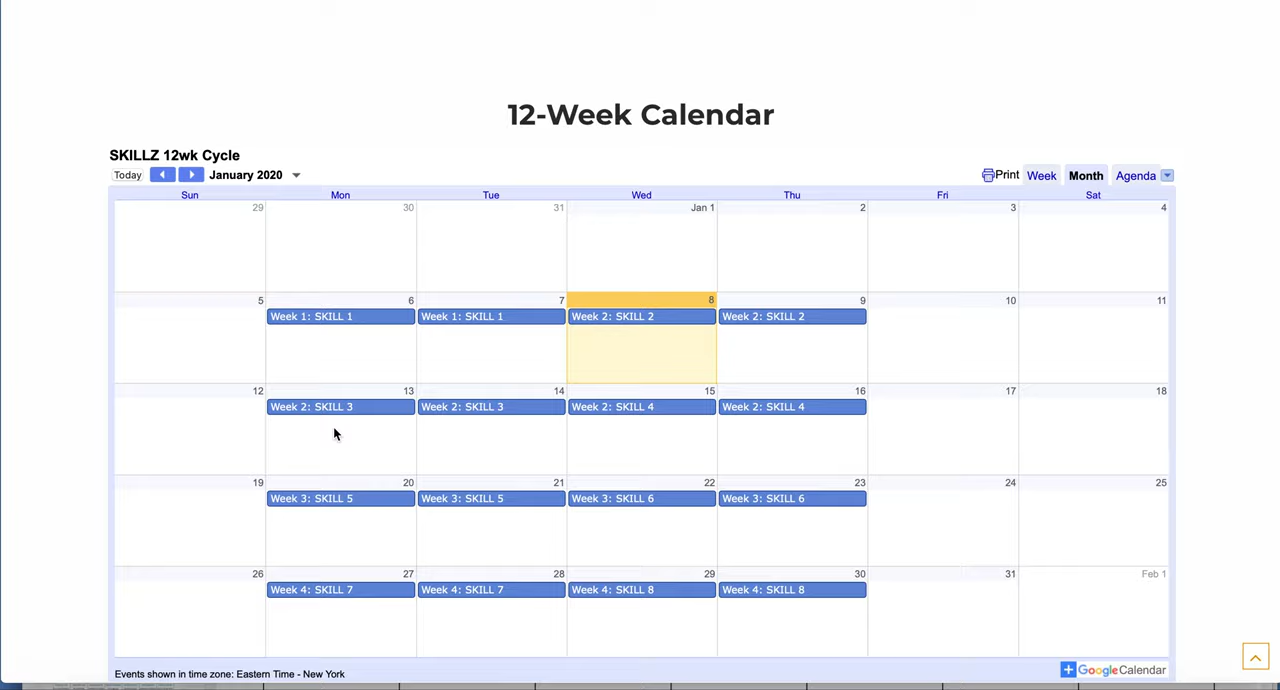 12-Week Calendar
SKILLZ 12wk Cycle
Today January 2020 Print Week Month Agenda
Sun Mon Tue Wed Thu Fri Sat
29 30 31 Jan 1 2 3 4
5 6 7 8 9 10 11
Week 1: SKILL 1 Week 1: SKILL 1 Week 2: SKILL 2 Week 2: SKILL 2
12 13 14 15 16 17 18
Week 2: SKILL 3 Week 2: SKILL 3 Week 2: SKILL 4 Week 2: SKILL 4
19 20 21 22 23 24 25
Week 3: SKILL 5 Week 3: SKILL 5 Week 3: SKILL 6 Week 3: SKILL 6
26 27 28 29 30 31 Feb 1
Week 4: SKILL 7 Week 4: SKILL 7 Week 4: SKILL 8 Week 4: SKILL 8
Events shown in time zone: Eastern Time - New York
Google Calendar